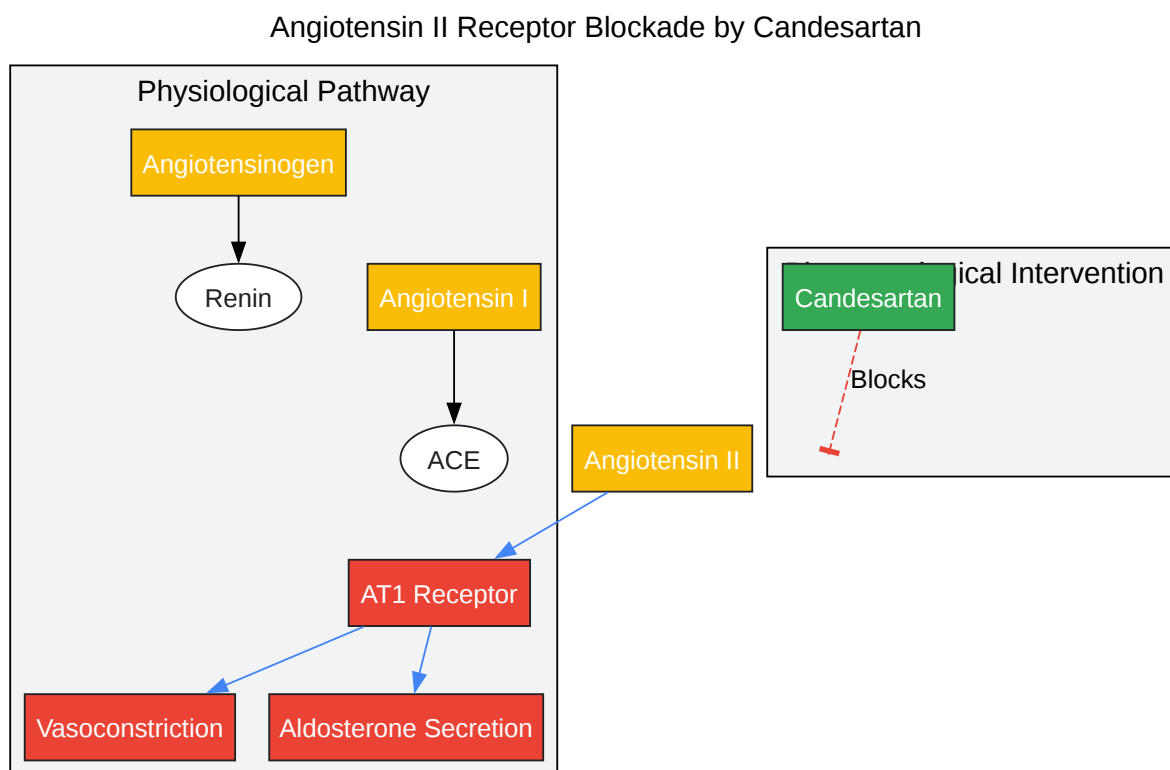 Angiotensin II Receptor Blockade by Candesartan
Physiological Pathway
Angiotensinogen
Renin
Angiotensin I
Intervention
Candesartan
Blocks
ACE
Angiotensin II
AT1 Receptor
Vasoconstriction
Aldosterone Secretion